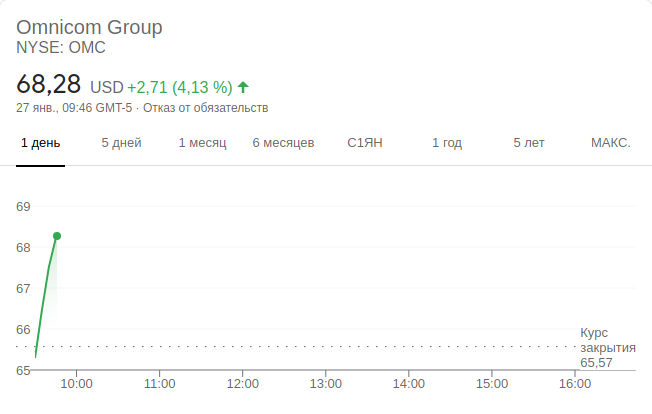 Omnicom Group
NYSE: OMC
68,28 USD +2,71 (4,13 %)
27 янв., 09:46 GMT-5 · Отказ от обязательств
1 день 5 дней 1 месяц 6 месяцев С1ЯН 1 год 5 лет МАКС.
69
68
67
66
Курс
закрытия
65,57
65
10:00 11:00 12:00 13:00 14:00 15:00 16:00